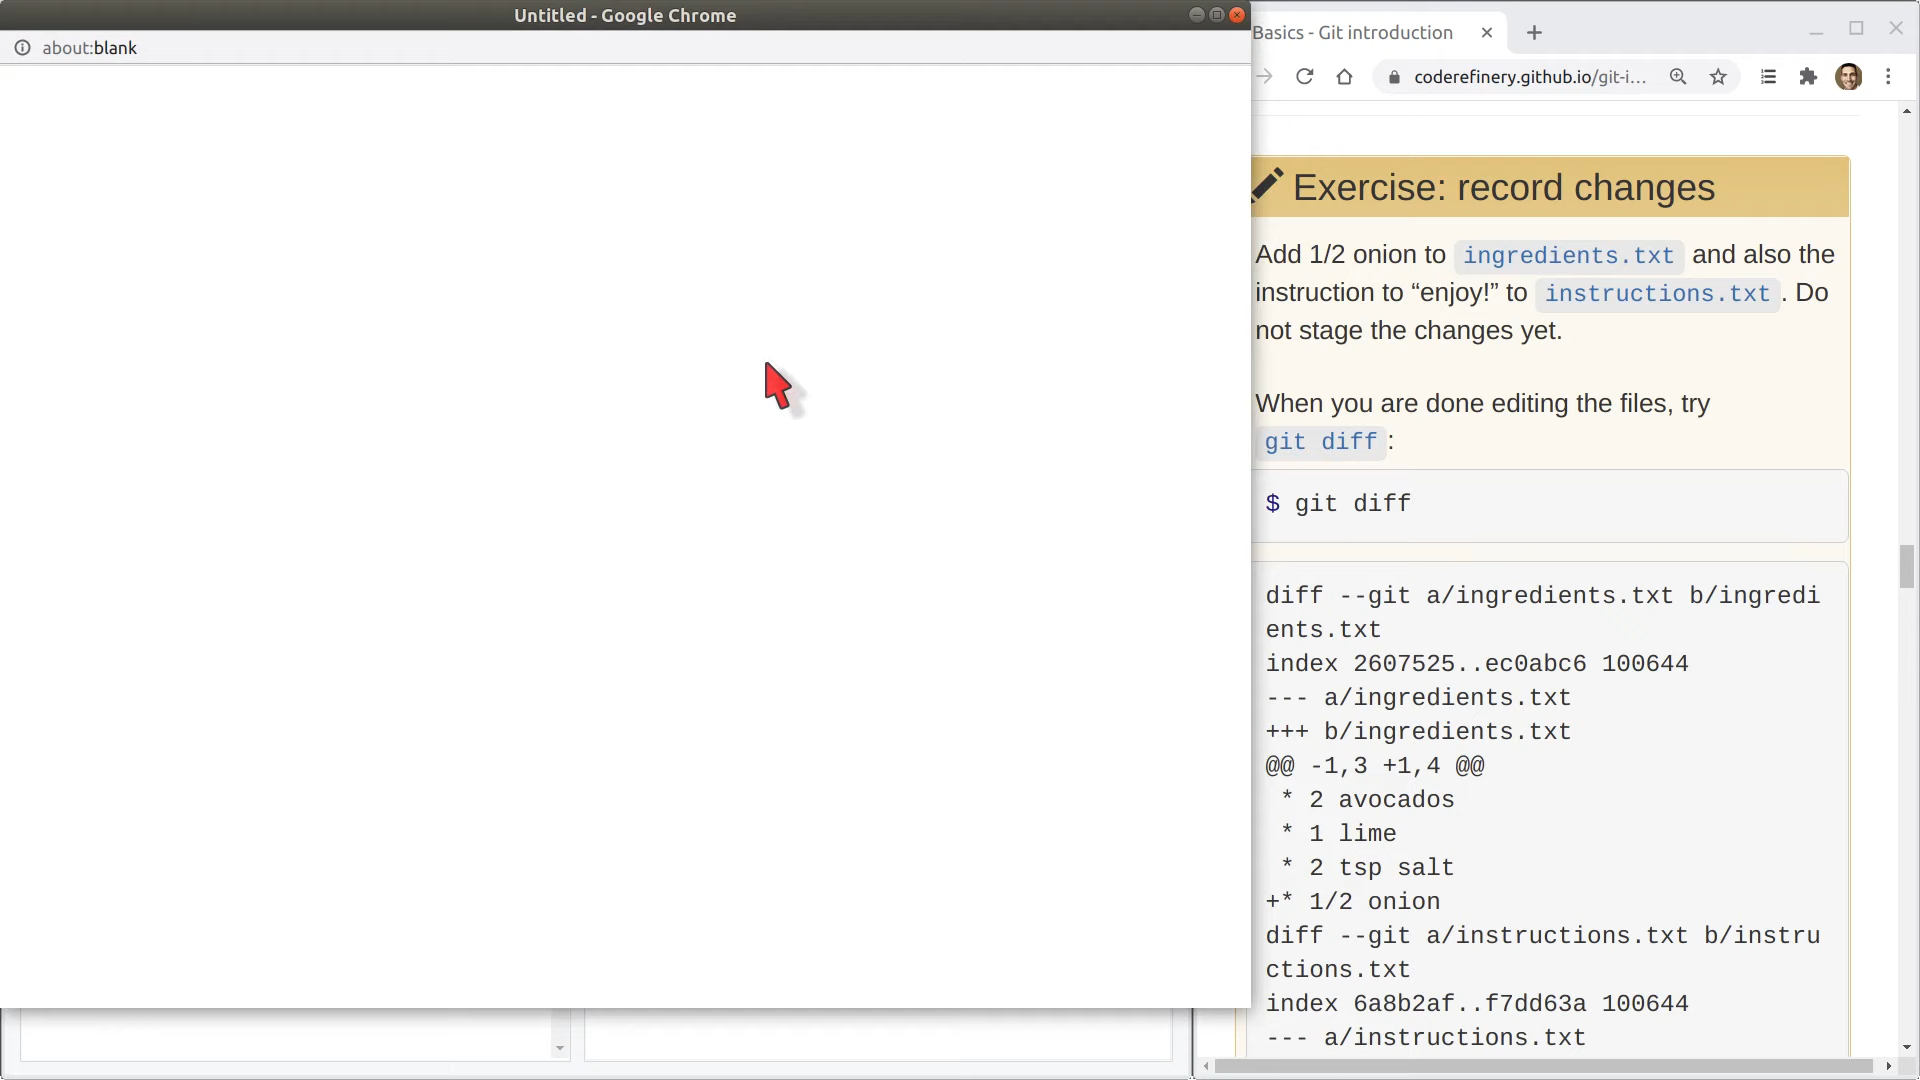 Untitled - Google Chrome
about:blank
Basics - Git introduction
coderefinery.github.io/git-i...
Exercise: record changes
Add 1/2 onion to ingredients.txt and also the
instruction to “enjoy!” to instructions.txt. Do
not stage the changes yet.
When you are done editing the files, try
git diff:
$ git diff
diff --git a/ingredients.txt b/ingredi
ents.txt
index 2607525..ec0abc6 100644
--- a/ingredients.txt
+++ b/ingredients.txt
@@ -1,3 +1,4 @@
* 2 avocados
* 1 lime
* 2 tsp salt
+* 1/2 onion
diff --git a/instructions.txt b/instru
ctions.txt
index 6a8b2af..f7dd63a 100644
--- a/instructions.txt